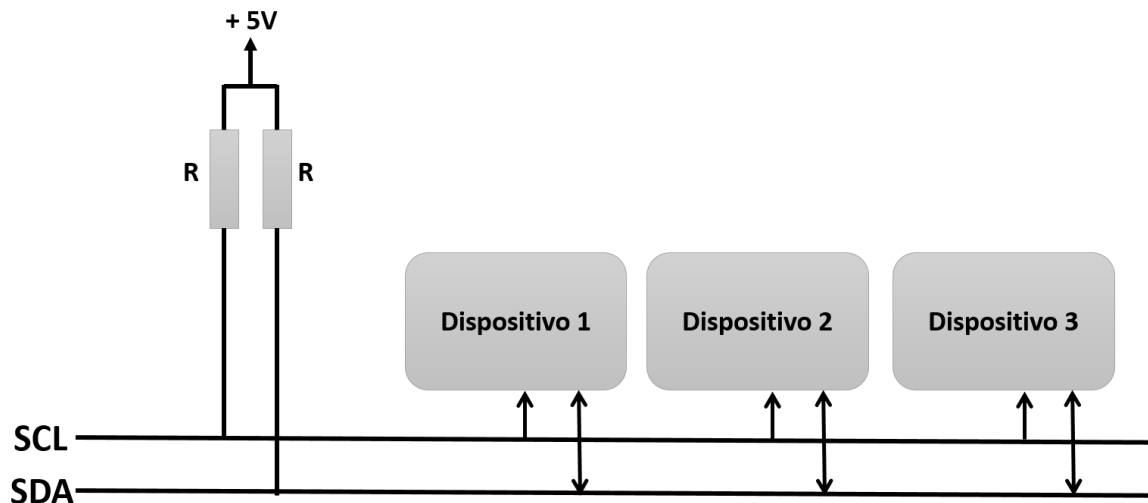 + 5V
R
R
Dispositivo 1
Dispositivo 2
Dispositivo 3
SCL
SDA